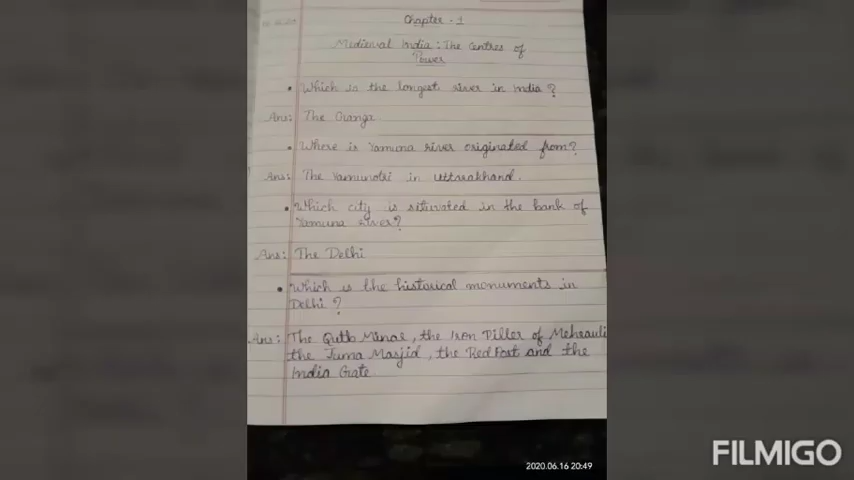 Chapter - 1
Medieval India : The Centres of
Power
• Which is the longest river in India ?
Ans: The Ganga
• Where is Yamuna river originated from?
Ans: The Yamunotri in Uttarakhand.
• Which city is situvated in the bank of
Yamuna river?
Ans: The Delhi
• Which is the historical monuments in
Delhi ?
Ans: The Qutb Minar, the Iron Piller of Mehrauli
the Juma Masjid, the Red Fort and the
India Gate
2020.06.16 20:49
FILMIGO